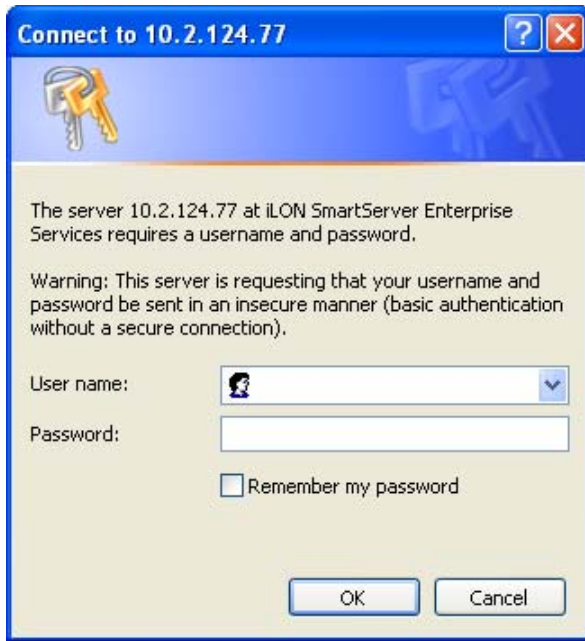 Connect to 10.2.124.77
The server 10.2.124.77 at iLON SmartServer Enterprise
Services requires a username and password.
Warning: This server is requesting that your username and
password be sent in an insecure manner (basic authentication
without a secure connection).
User name:
Password:
Remember my password
OK Cancel